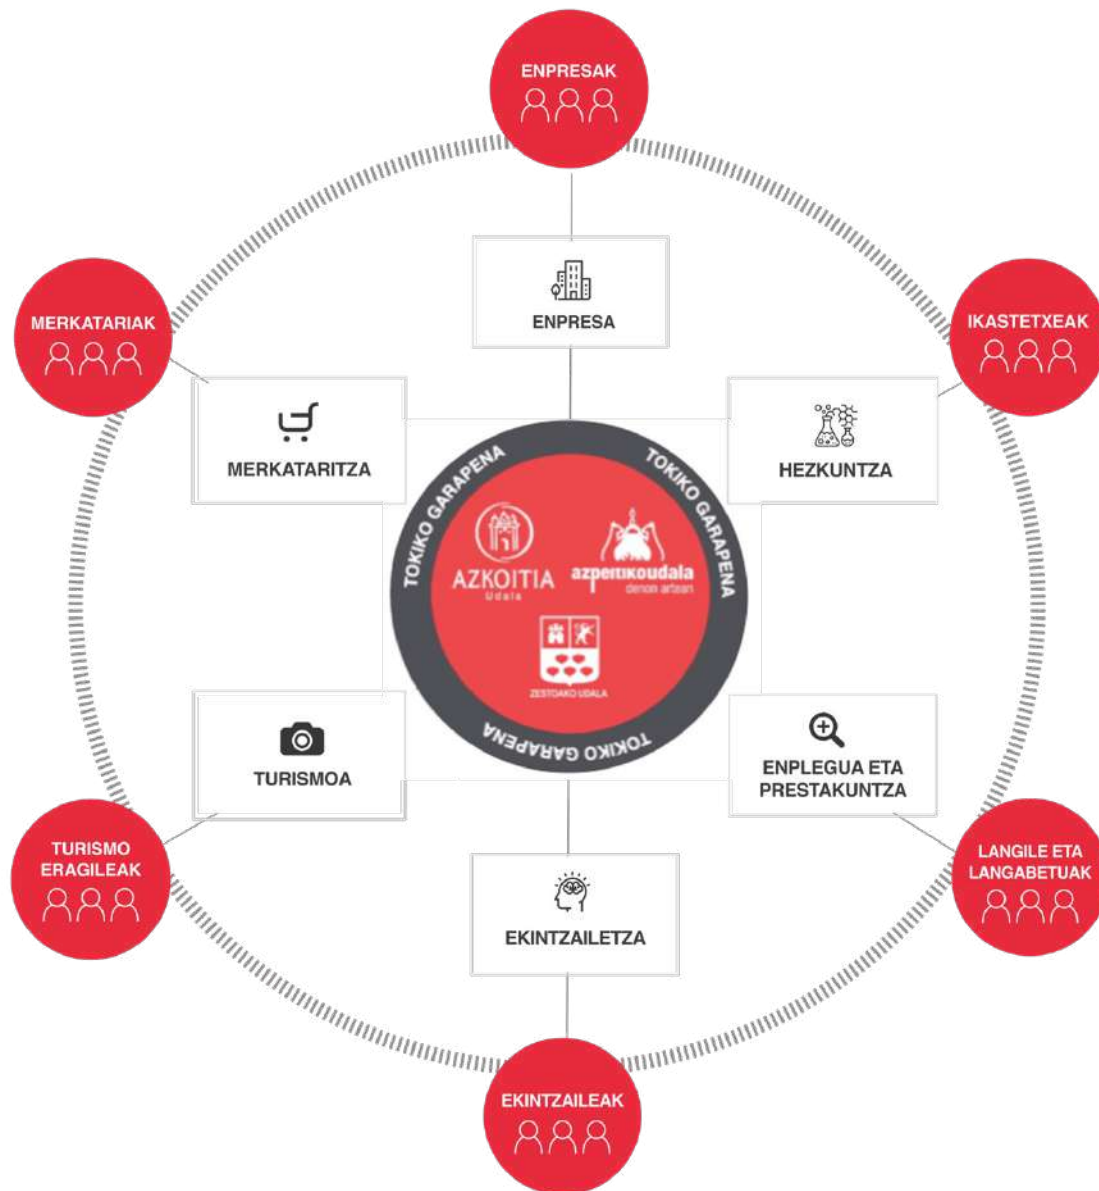 ENPRESAK
ENPRESA
MERKATARIAK
IKASTETXEAK
MERKATARITZA
HEZKUNTZA
TOKIKO GARAPENA
TOKIKO GARAPENA
AZKOITIA
Udala
azpeitikoudala
denon artean
ZESTOAKO UDALA
TOKIKO GARAPENA
TURISMOA
ENPLEGUA ETA
PRESTAKUNTZA
TURISMO
ERAGILEAK
LANGILE ETA
LANGABETUAK
EKINTZAILETZA
EKINTZAILEAK